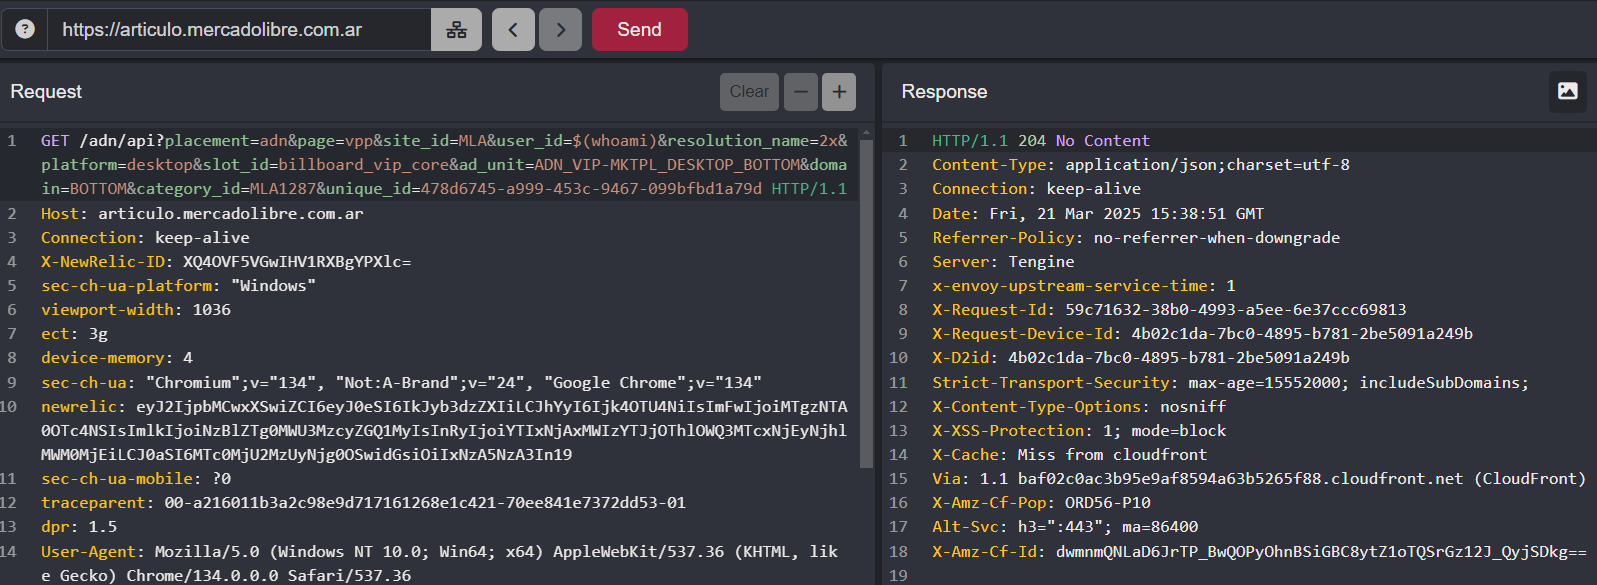 ?
https://articulo.mercadolibre.com.ar
Send
Request
Clear
1 GET /adn/api?placement=adn&page=vpp&site_id=MLA&user_id=$(whoami)&resolution_name=2x&
platform=desktop&slot_id=billboard_vip_core&ad_unit=ADN_VIP-MKTPL_DESKTOP_BOTTOM&doma
in=BOTTOM&category_id=MLA1287&unique_id=478d6745-a999-453c-9467-099bfbd1a79d HTTP/1.1
2 Host: articulo.mercadolibre.com.ar
3 Connection: keep-alive
4 X-NewRelic-ID: XQ4OVF5VGwIHV1RXBgYPXlc=
5 sec-ch-ua-platform: "Windows"
6 viewport-width: 1036
7 ect: 3g
8 device-memory: 4
9 sec-ch-ua: "Chromium";v="134", "Not:A-Brand";v="24", "Google Chrome";v="134"
10 newrelic: eyJ2IjpbMCwxXSwiZCI6eyJ0eSI6IkJyb3dzZXIiLCJhYyI6Ijk4OTU4NiIsImFwIjoiMTgzNTA
0OTc4NSIsImlkIjoiNzBlZTg0MWU3MzcyZGQ1MyIsInRyIjoiYTIxNjAxMWIzYTJjOThlOWQ3MTcxNjEyNjhl
MWM0MjEiLCJ0aSI6MTc0MjU2MzUyNjg0OSwidGsiOiIxNzA5NzA3In19
11 sec-ch-ua-mobile: ?0
12 traceparent: 00-a216011b3a2c98e9d717161268e1c421-70ee841e7372dd53-01
13 dpr: 1.5
14 User-Agent: Mozilla/5.0 (Windows NT 10.0; Win64; x64) AppleWebKit/537.36 (KHTML, lik
e Gecko) Chrome/134.0.0.0 Safari/537.36
Response
1 HTTP/1.1 204 No Content
2 Content-Type: application/json;charset=utf-8
3 Connection: keep-alive
4 Date: Fri, 21 Mar 2025 15:38:51 GMT
5 Referrer-Policy: no-referrer-when-downgrade
6 Server: Tengine
7 x-envoy-upstream-service-time: 1
8 X-Request-Id: 59c71632-38b0-4993-a5ee-6e37ccc69813
9 X-Request-Device-Id: 4b02c1da-7bc0-4895-b781-2be5091a249b
10 X-D2id: 4b02c1da-7bc0-4895-b781-2be5091a249b
11 Strict-Transport-Security: max-age=15552000; includeSubDomains;
12 X-Content-Type-Options: nosniff
13 X-XSS-Protection: 1; mode=block
14 X-Cache: Miss from cloudfront
15 Via: 1.1 baf02c0ac3b95e9af8594a63b5265f88.cloudfront.net (CloudFront)
16 X-Amz-Cf-Pop: ORD56-P10
17 Alt-Svc: h3=":443"; ma=86400
18 X-Amz-Cf-Id: dwmnmQNLaD6JrTP_BwQOPyOhnBSiGBC8ytZ1oTQSrGz12J_QyjSDkg==
19